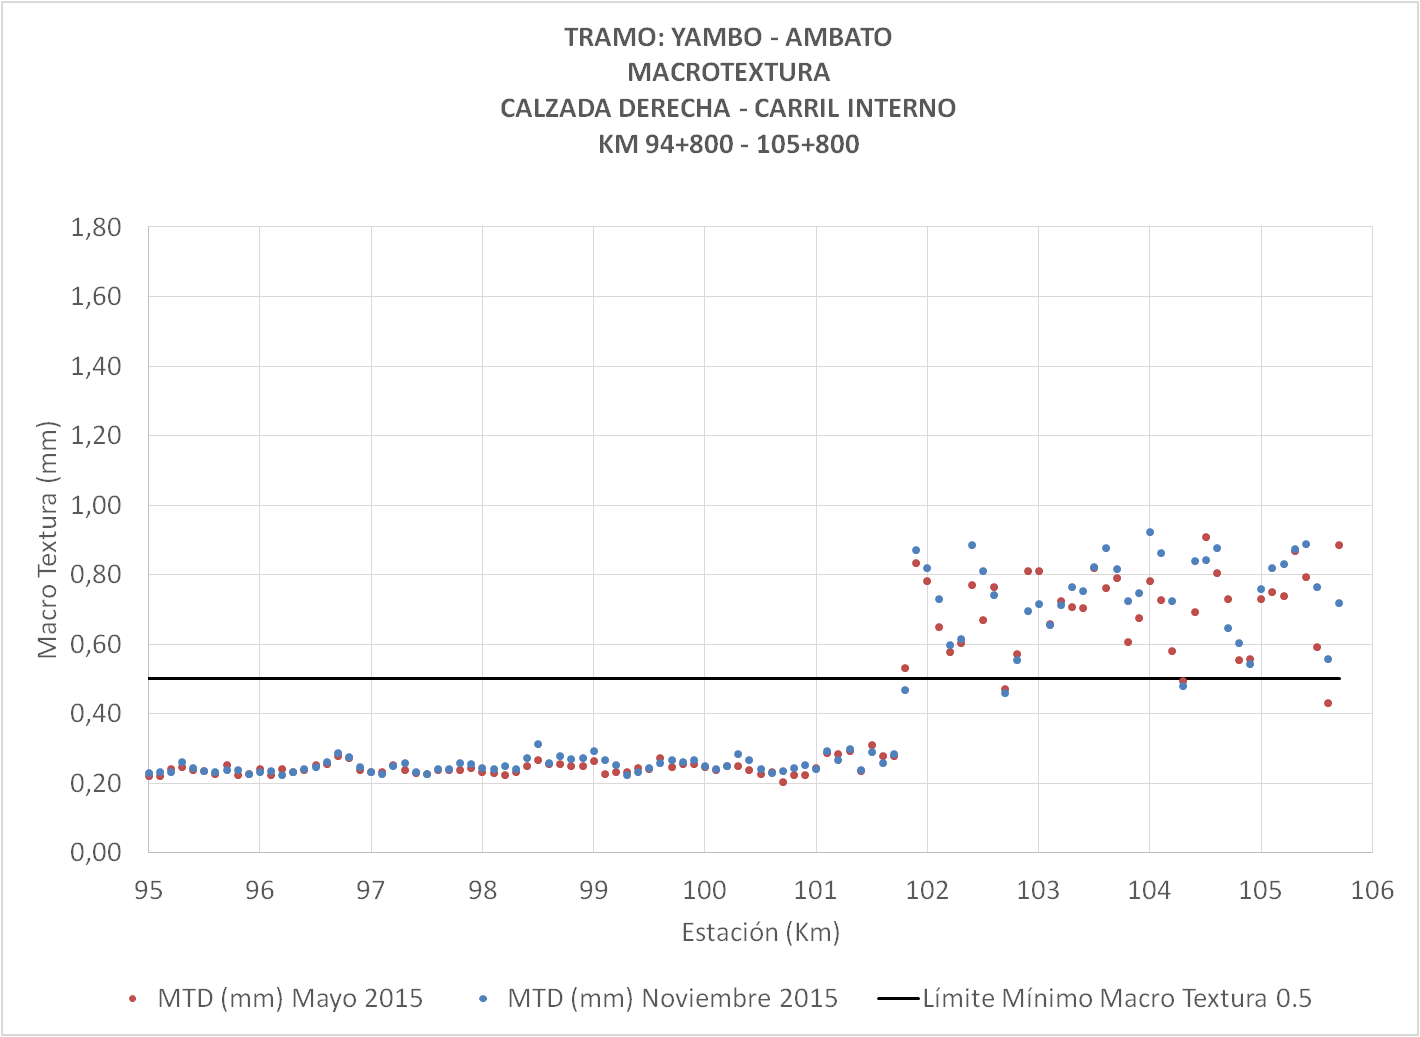 TRAMO: YAMBO - AMBATO
MACROTEXTURA
CALZADA DERECHA - CARRIL INTERNO
KM 94+800 - 105+800
1,80
1,60
1,40
1,20
1,00
0,80
0,60
0,40
0,20
0,00
Macro Textura (mm)
95 96 97 98 99 100 101 102 103 104 105 106
Estación (Km)
MTD (mm) Mayo 2015 MTD (mm) Noviembre 2015 Límite Mínimo Macro Textura 0.5